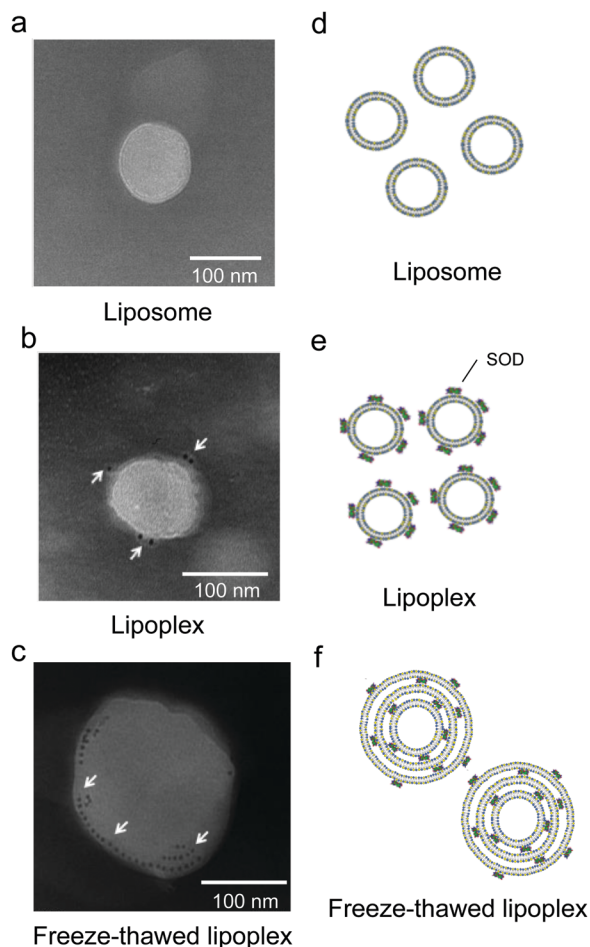 a
100 nm
Liposome
b
100 nm
Lipoplex
c
100 nm
Freeze-thawed lipoplex
d
Liposome
e
SOD
Lipoplex
f
Freeze-thawed lipoplex